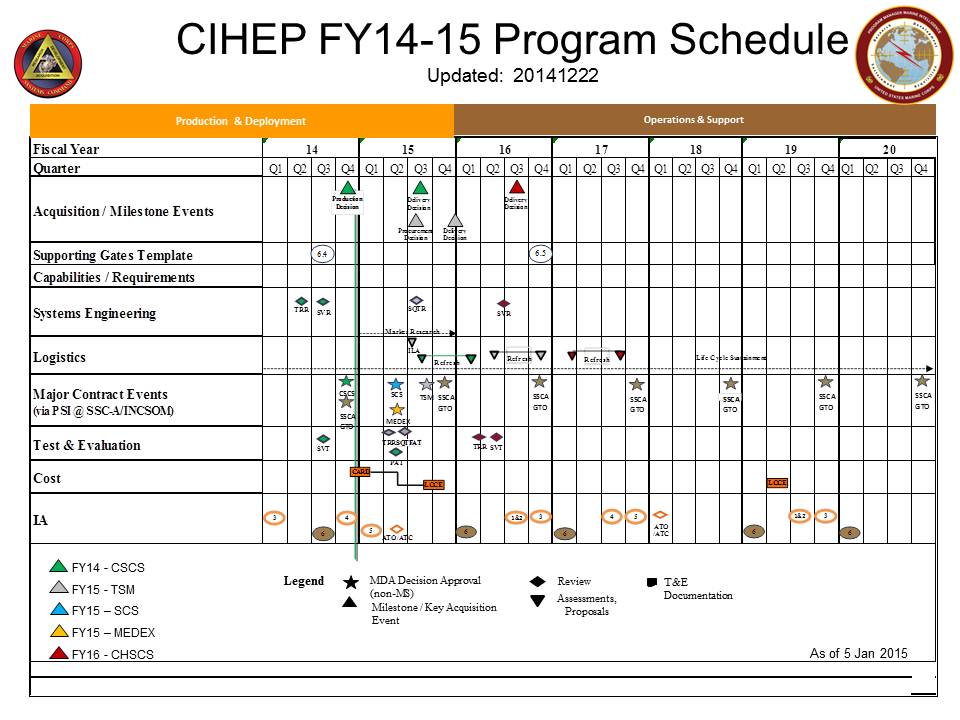 CIHEP FY14-15 Program Schedule
Updated: 20141222
Production & Deployment
Operations & Support
Fiscal Year 14 15 16 17 18 19 20
Quarter Q1 Q2 Q3 Q4 Q1 Q2 Q3 Q4 Q1 Q2 Q3 Q4 Q1 Q2 Q3 Q4 Q1 Q2 Q3 Q4 Q1 Q2 Q3 Q4 Q1 Q2 Q3 Q4
Acquisition / Milestone Events
Production Decision
Delivery Decision
Procurement Decision
Delivery Decision
Delivery Decision
Supporting Gates Template 6.4 6.5
Capabilities / Requirements
Systems Engineering
TRR SVR SQTR SVR
Market Research
Logistics
ILA Refresh Refresh Refresh Life Cycle Sustainment
Major Contract Events
(via PSI @ SSC-A/INCSOM)
CSCS SCS TSM SSCA SSCA SSCA SSCA SSCA SSCA
GTO GTO GTO GTO GTO GTO
SSCA MEDEX
GTO
Test & Evaluation
SVT TRR SQT FAT TRR SVT
PAT
Cost
CARD LCCE LCCE
IA
3 4 1&2 3 4 5 1&2 3
6 5 ATO/ATC 6 6 ATO 6 6
/ATC
FY14 - CSCS
FY15 - TSM
FY15 – SCS
FY15 – MEDEX
FY16 - CHSCS
Legend
MDA Decision Approval
(non-MS)
Milestone / Key Acquisition
Event
Review
Assessments,
Proposals
T&E
Documentation
As of 5 Jan 2015